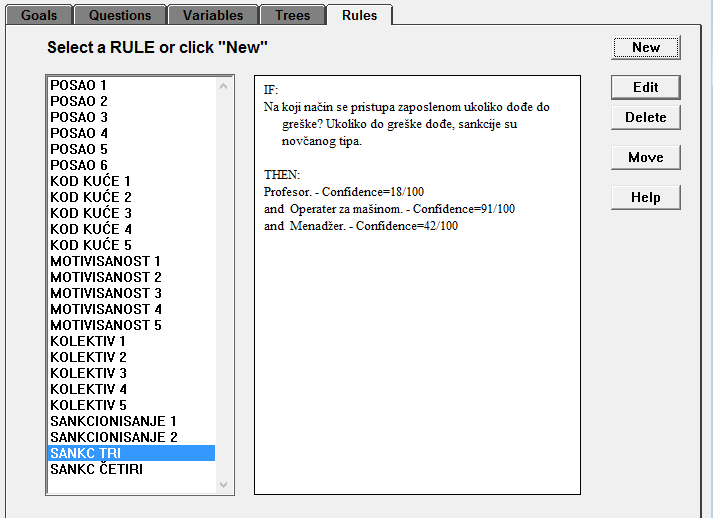 Goals Questions Variables Trees Rules
Select a RULE or click "New"
POSAO 1
POSAO 2
POSAO 3
POSAO 4
POSAO 5
POSAO 6
KOD KUĆE 1
KOD KUĆE 2
KOD KUĆE 3
KOD KUĆE 4
KOD KUĆE 5
MOTIVISANOST 1
MOTIVISANOST 2
MOTIVISANOST 3
MOTIVISANOST 4
MOTIVISANOST 5
KOLEKTIV 1
KOLEKTIV 2
KOLEKTIV 3
KOLEKTIV 4
KOLEKTIV 5
SANKCIONISANJE 1
SANKCIONISANJE 2
SANKC TRI
SANKC ČETIRI
IF:
Na koji način se pristupa zaposlenom ukoliko dođe do
greške? Ukoliko do greške dođe, sankcije su
novčanog tipa.
THEN:
Profesor. - Confidence=18/100
and Operater za mašinom. - Confidence=91/100
and Menadžer. - Confidence=42/100
New
Edit
Delete
Move
Help